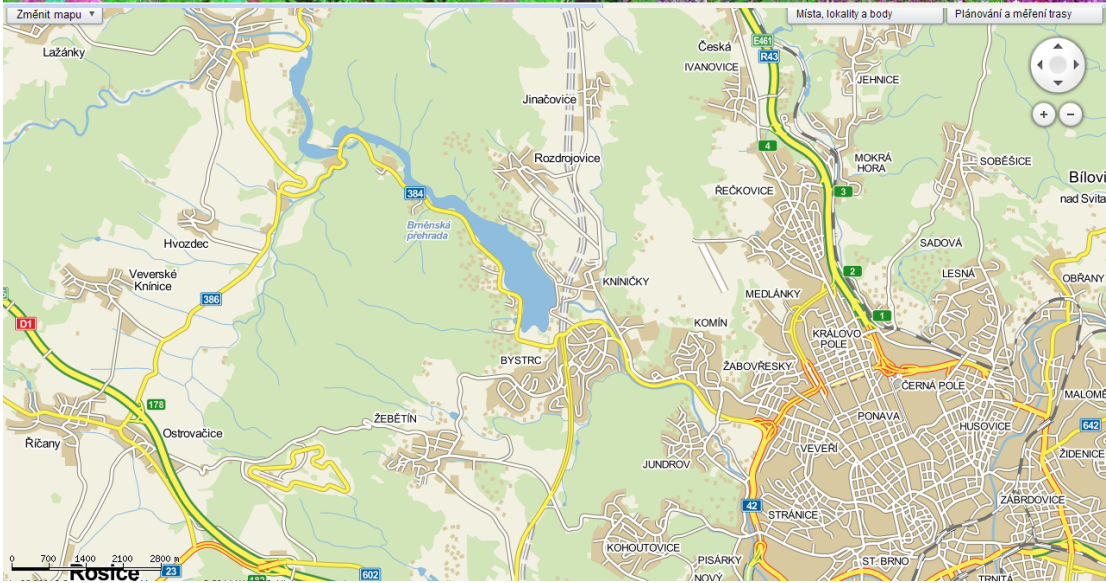 Změnit mapu
Místa, lokality a body
Plánování a měření trasy
Lažánky
Česká
E461
R43
IVANOVICE
JEHNICE
Jinačovice
4
MOKRÁ
HORA
SOBĚŠICE
Rozdrojovice
Bílovi
nad Svita
384
ŘEČKOVICE
3
Brněnská
přehrada
Hvozdec
SADOVÁ
Veverské
Knínice
KNÍNIČKY
2
LESNÁ
OBŘANY
386
MEDLÁNKY
D1
KOMÍN
1
KRÁLOVO
POLE
BYSTRC
ŽABOVŘESKY
ČERNÁ POLE
MALOMĚ
178
ŽEBĚTÍN
PONAVA
HUSOVICE
642
Říčany
Ostrovačice
VEVEŘÍ
ŽIDENICE
JUNDROV
42
STRÁNICE
ZÁBRDOVICE
KOHOUTOVICE
0 700 1400 2100 2800 m
PISÁRKY
ST. BRNO
Rosice
23
602
NOVÝ
TRNITÁ